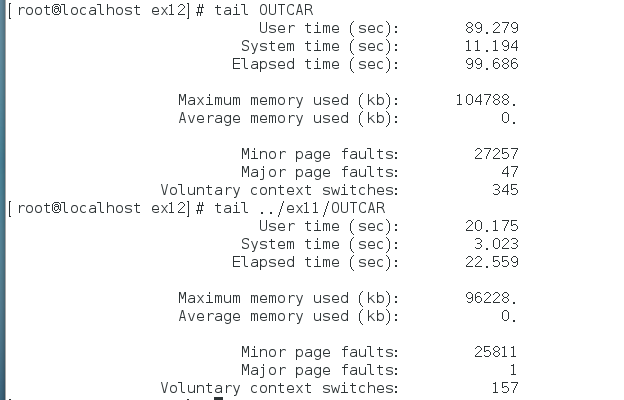 [root@localhost ex12]# tail OUTCAR
User time (sec): 89.279
System time (sec): 11.194
Elapsed time (sec): 99.686
Maximum memory used (kb): 104788.
Average memory used (kb): 0.
Minor page faults: 27257
Major page faults: 47
Voluntary context switches: 345
[root@localhost ex12]# tail ../ex11/OUTCAR
User time (sec): 20.175
System time (sec): 3.023
Elapsed time (sec): 22.559
Maximum memory used (kb): 96228.
Average memory used (kb): 0.
Minor page faults: 25811
Major page faults: 1
Voluntary context switches: 157